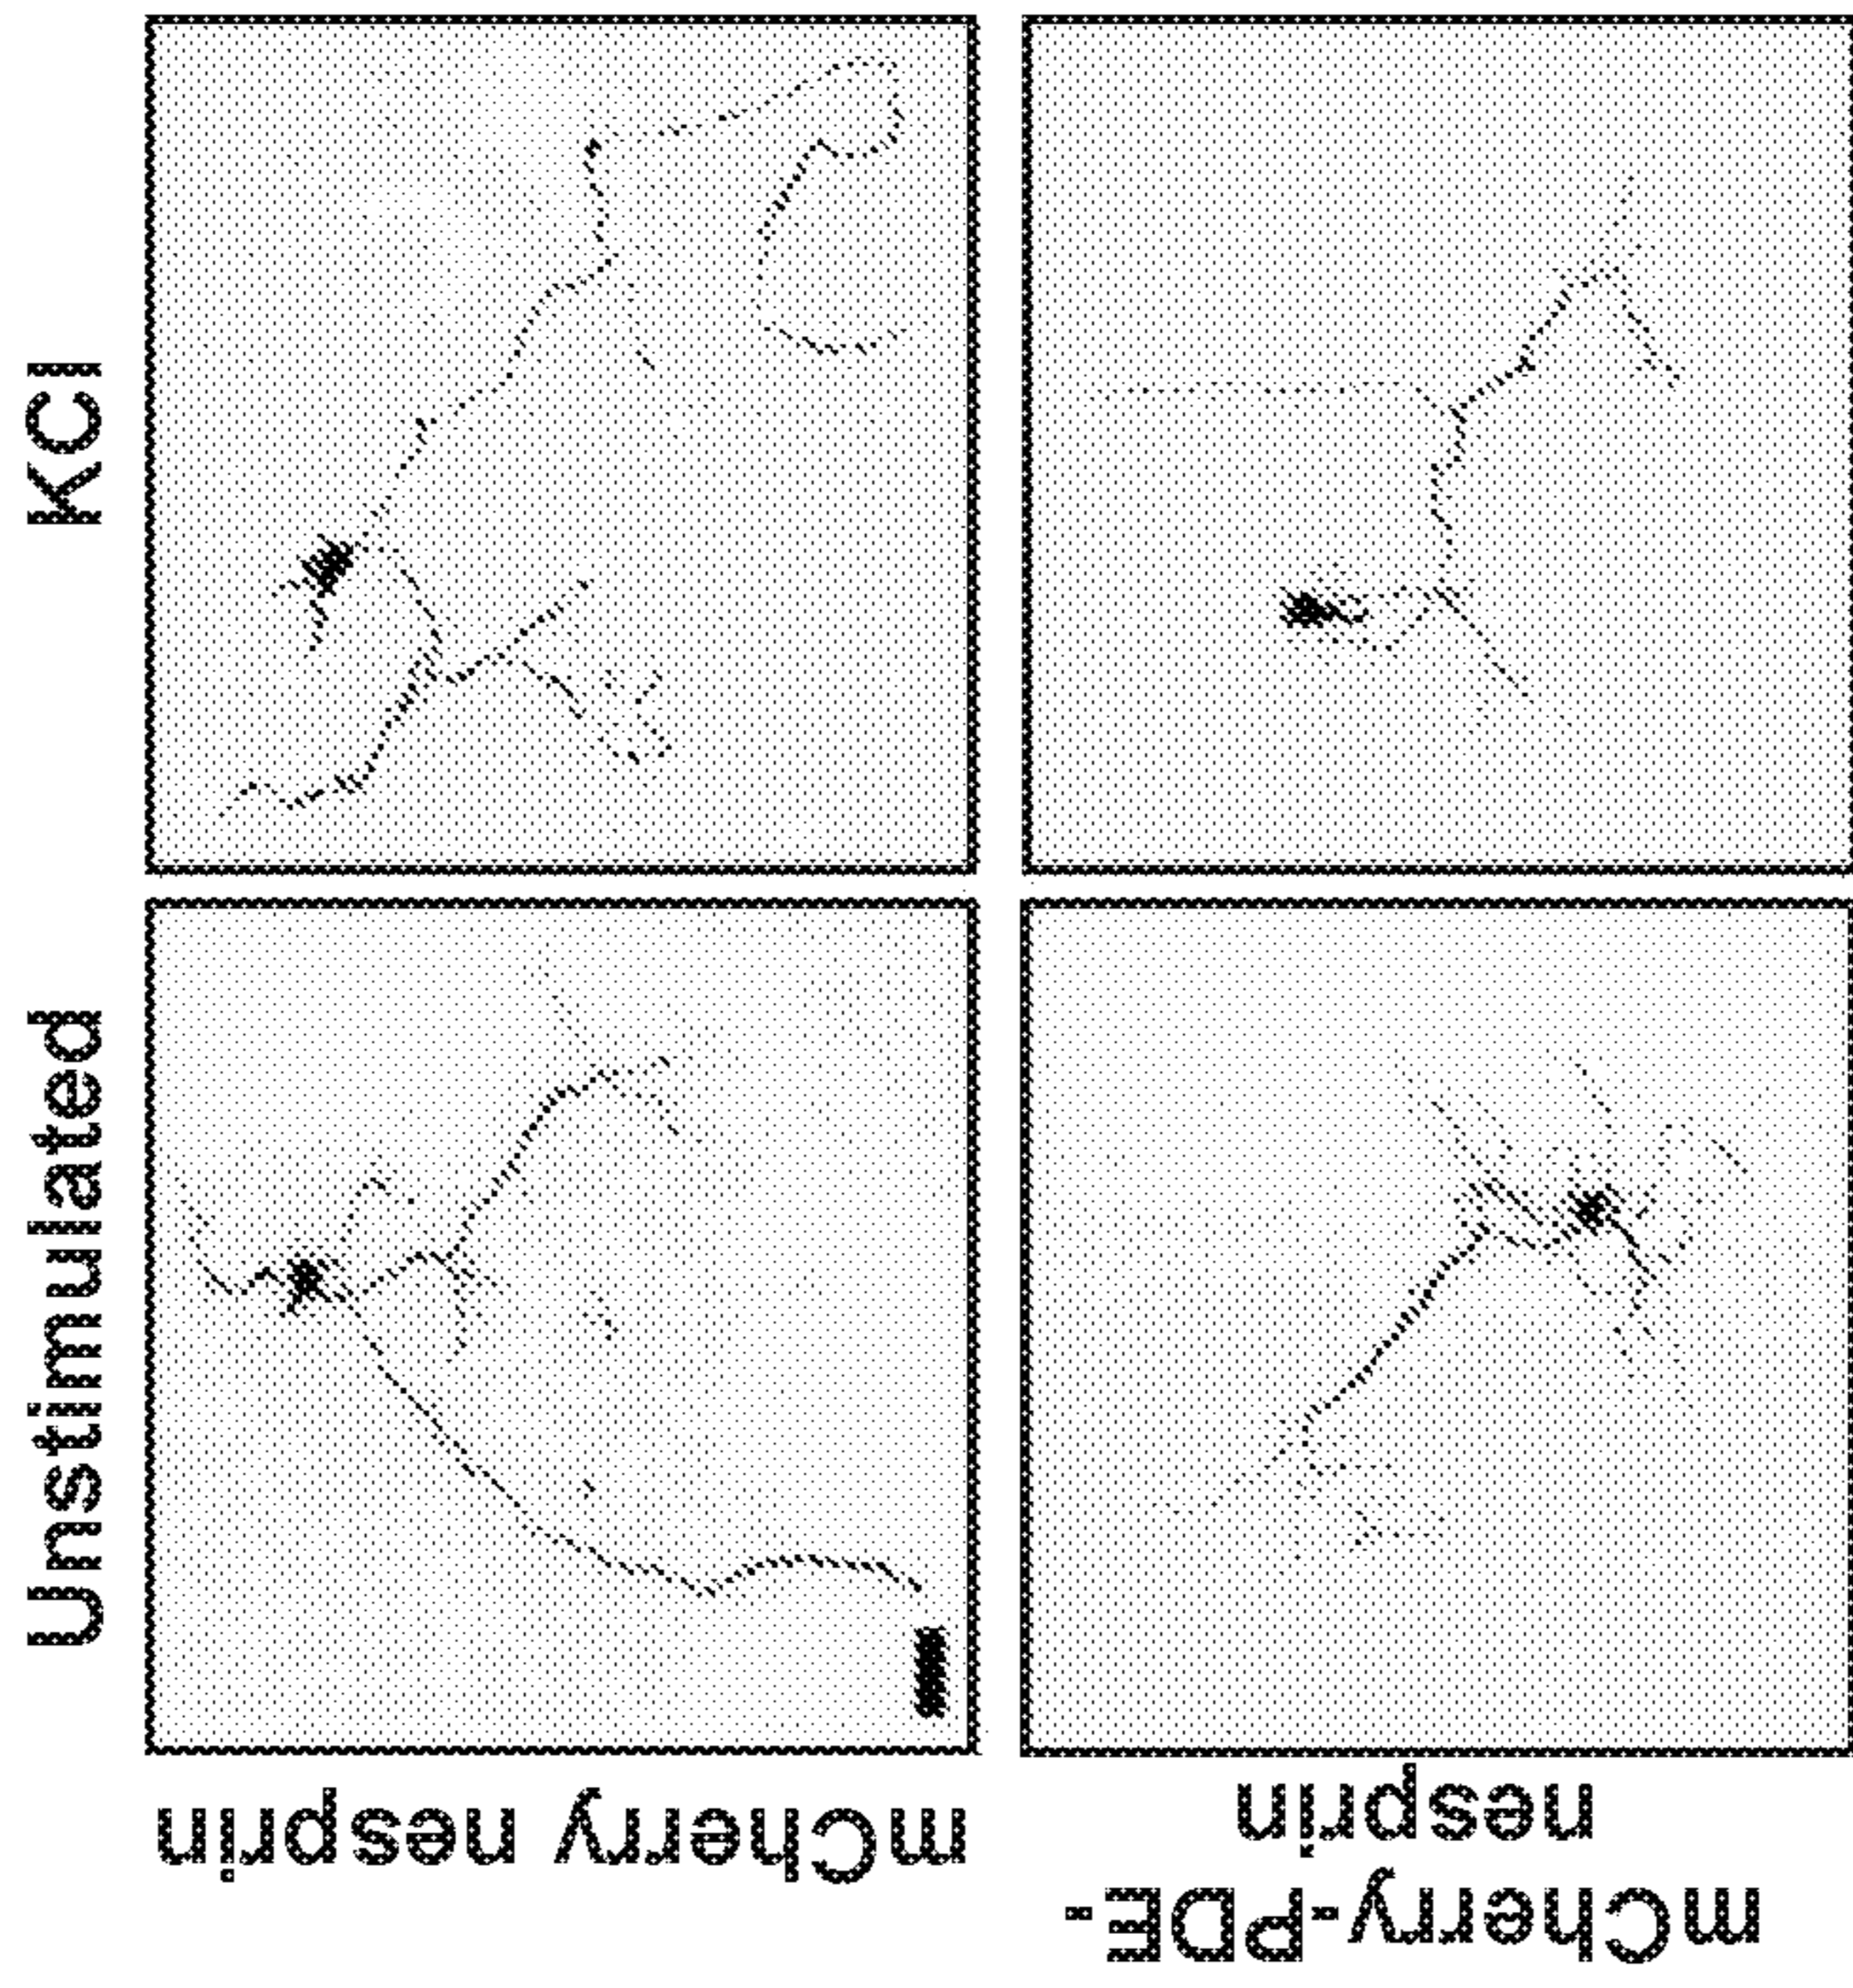 Unstimulated
KCl
mCherry nesprin
mCherry-PDE-
nesprin